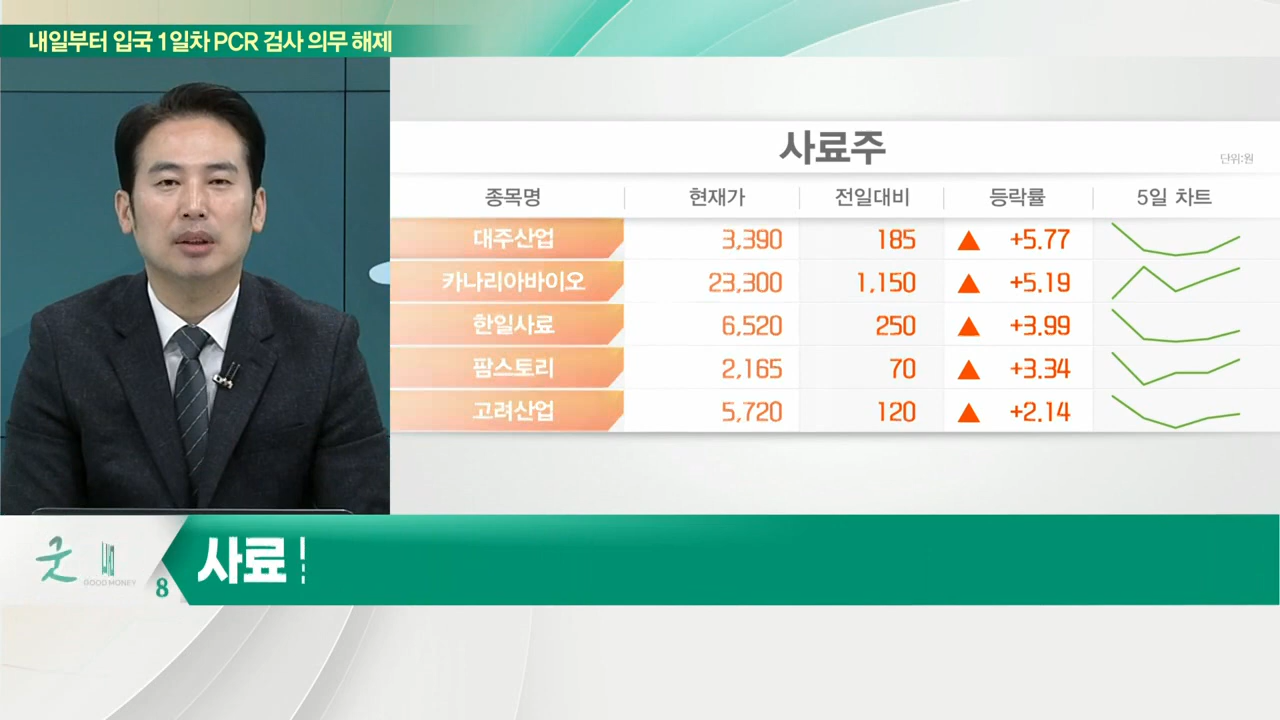 내일부터 입국 1일차 PCR 검사 의무 해제
사료주
단위:원
종목명 현재가 전일대비 등락률 5일 차트
대주산업 3,390 185 ▲ +5.77
카나리아바이오 23,300 1,150 ▲ +5.19
한일사료 6,520 250 ▲ +3.99
팜스토리 2,165 70 ▲ +3.34
고려산업 5,720 120 ▲ +2.14
굿
GOOD MONEY
8
사료